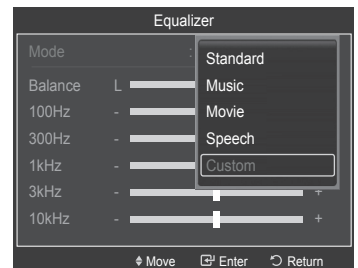 Equalizer
Mode :
Standard
Music
Movie
Speech
Custom
Balance L
100Hz -
300Hz -
1kHz -
3kHz - +
10kHz - +
Move Enter Return